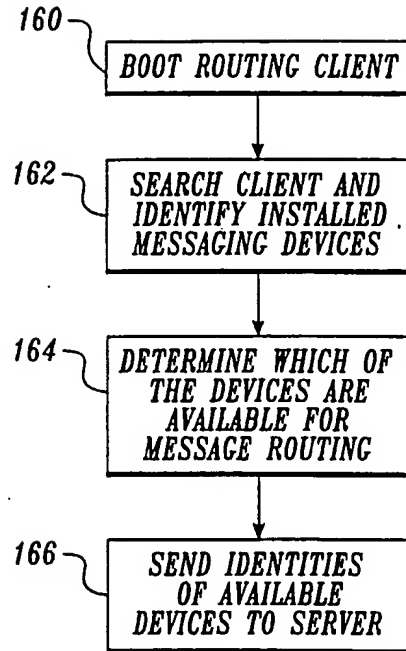 160
BOOT ROUTING CLIENT
162
SEARCH CLIENT AND
IDENTIFY INSTALLED
MESSAGING DEVICES
164
DETERMINE WHICH OF
THE DEVICES ARE
AVAILABLE FOR
MESSAGE ROUTING
166
SEND IDENTITIES
OF AVAILABLE
DEVICES TO SERVER